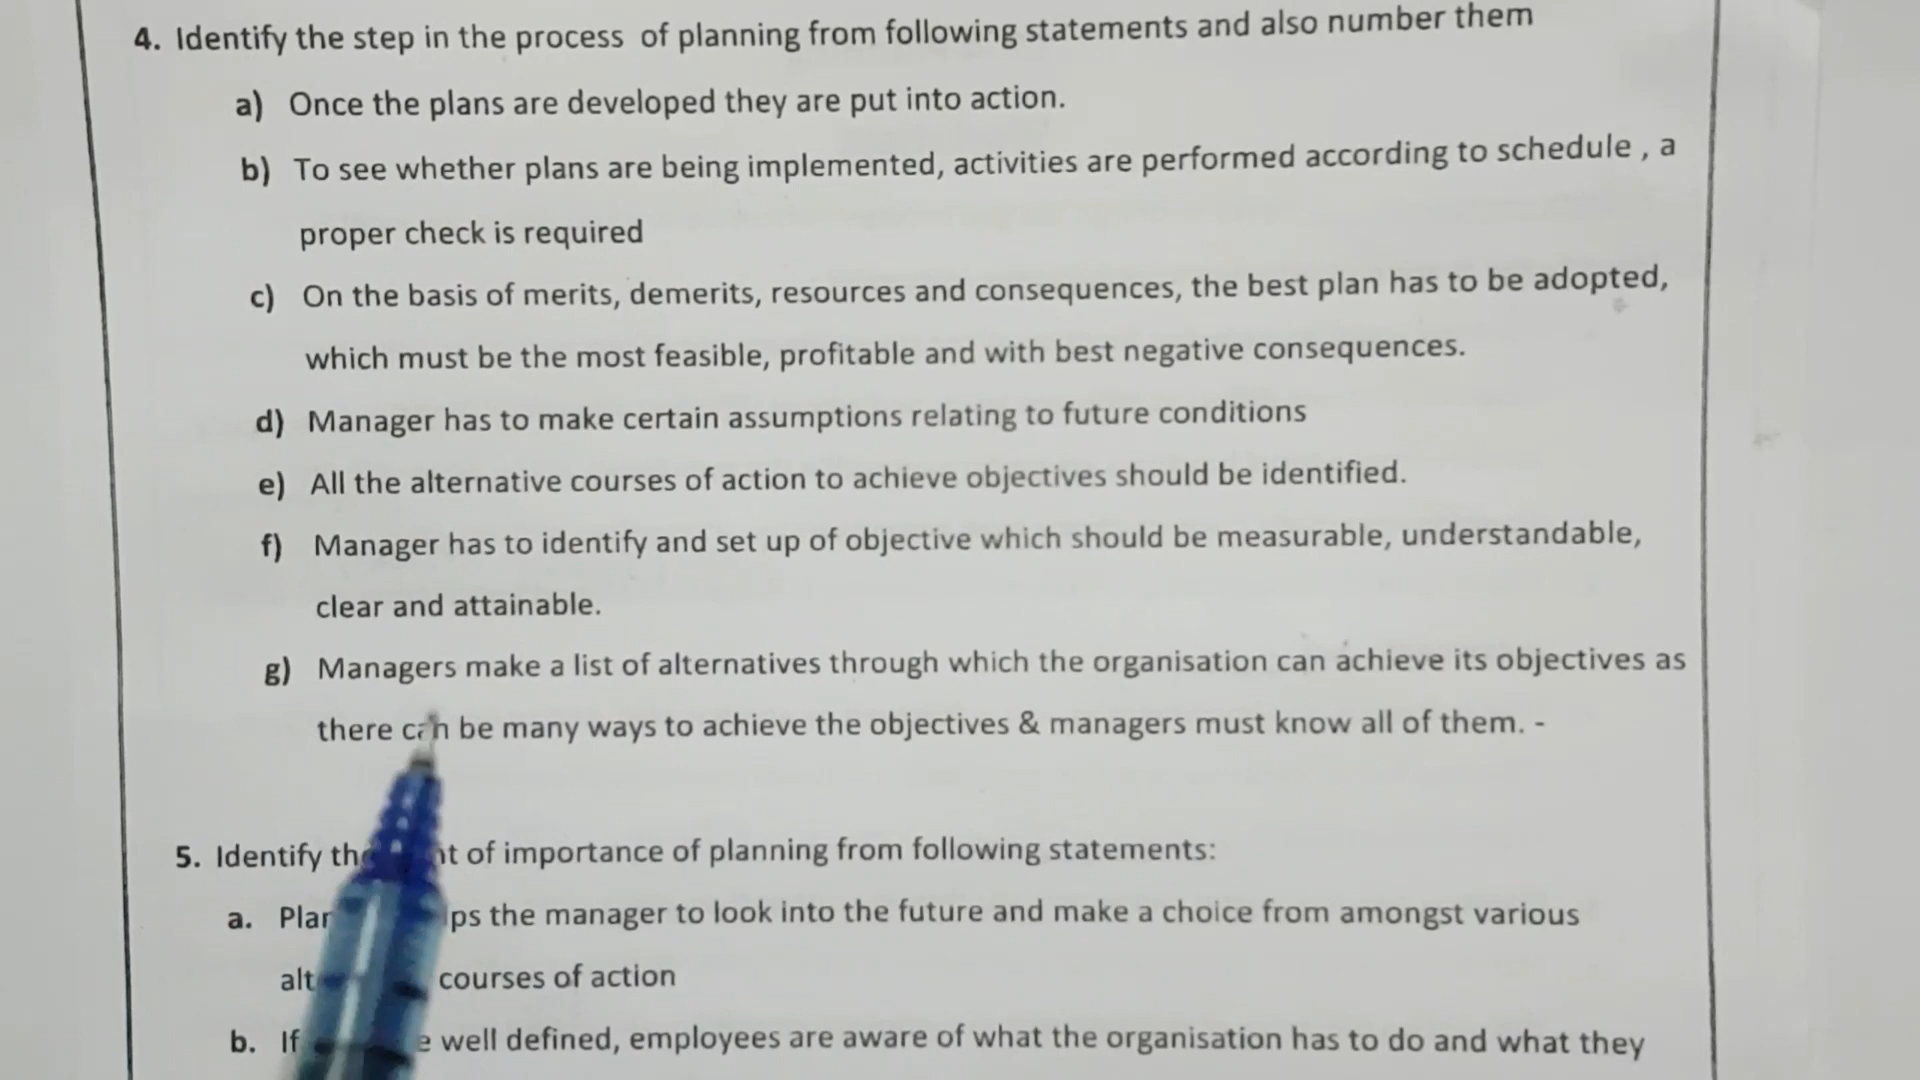 4. Identify the step in the process of planning from following statements and also number them
a) Once the plans are developed they are put into action.
b) To see whether plans are being implemented, activities are performed according to schedule , a
proper check is required
c) On the basis of merits, demerits, resources and consequences, the best plan has to be adopted,
which must be the most feasible, profitable and with best negative consequences.
d) Manager has to make certain assumptions relating to future conditions
e) All the alternative courses of action to achieve objectives should be identified.
f) Manager has to identify and set up of objective which should be measurable, understandable,
clear and attainable.
g) Managers make a list of alternatives through which the organisation can achieve its objectives as
there can be many ways to achieve the objectives & managers must know all of them. -
5. Identify of importance of planning from following statements:
a. the manager to look into the future and make a choice from amongst various
courses of action
b. If well defined, employees are aware of what the organisation has to do and what they